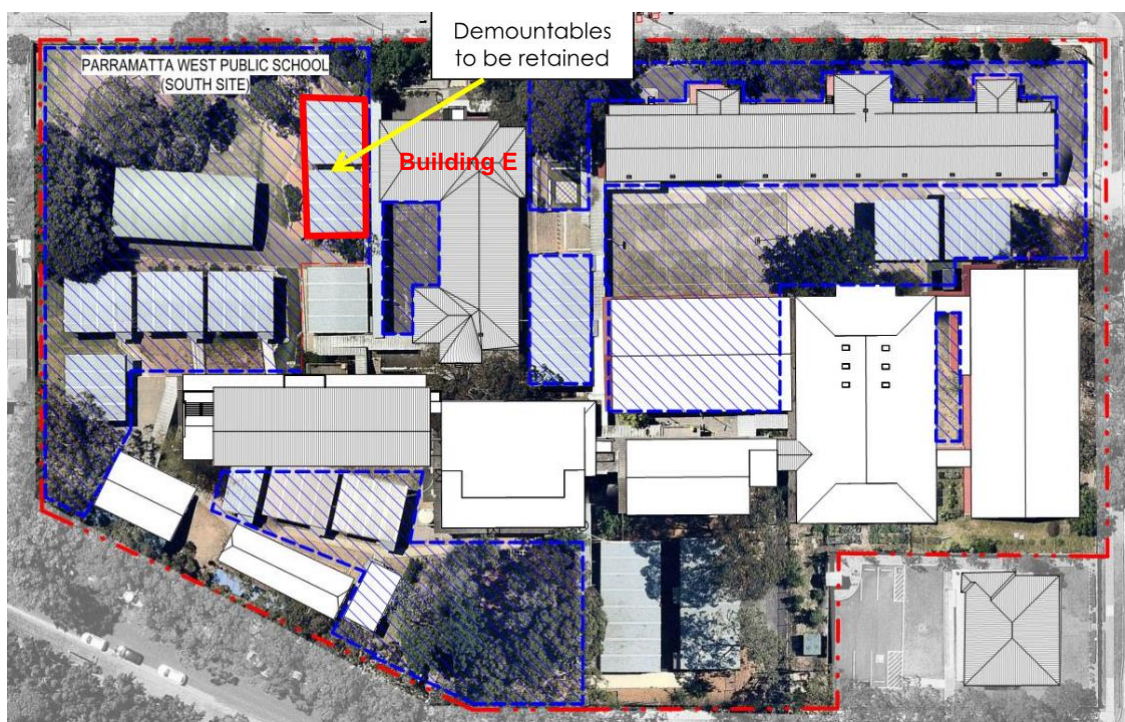 Demountables
to be retained
PARRAMATTA WEST PUBLIC SCHOOL
(SOUTH SITE)
Building E